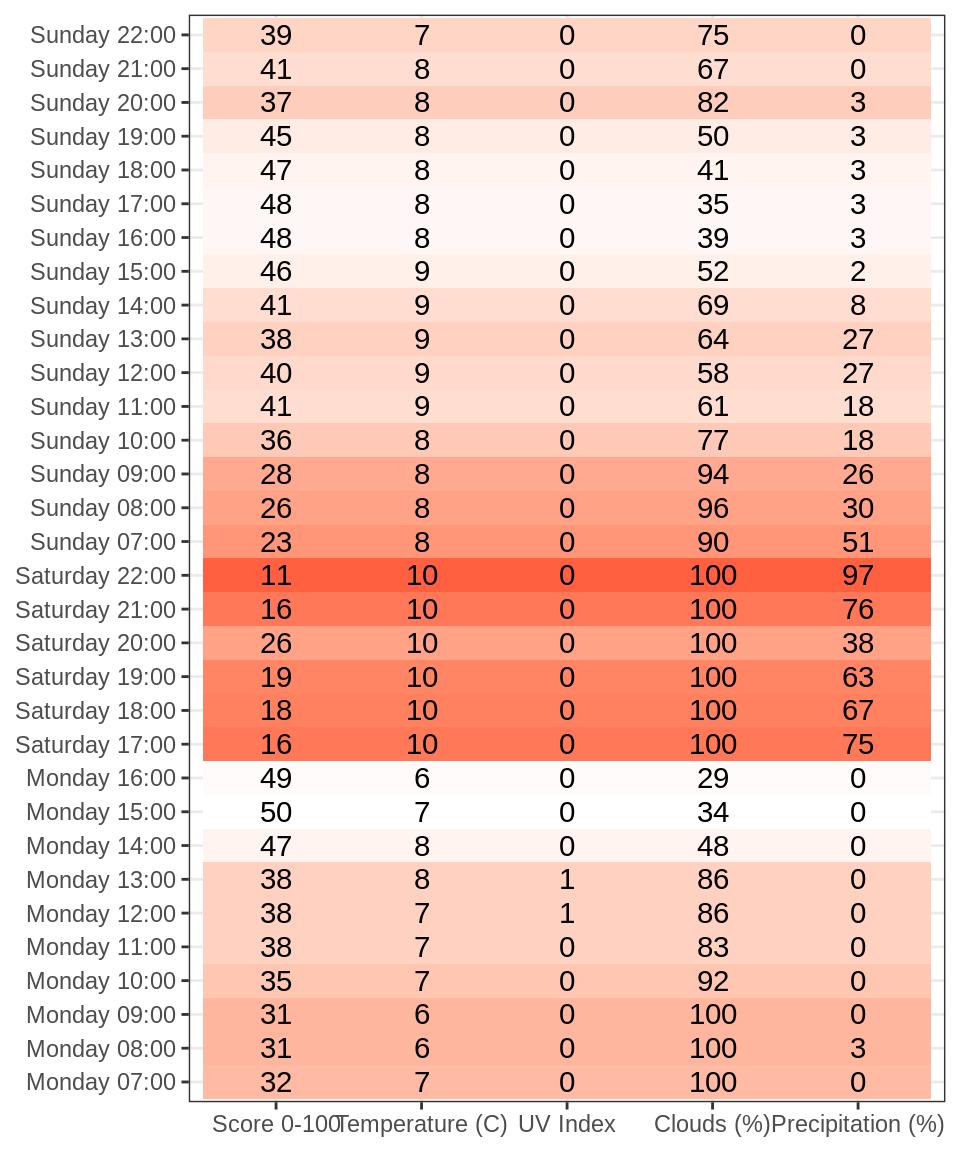 Sunday 22:00 39 7 0 75 0
Sunday 21:00 41 8 0 67 0
Sunday 20:00 37 8 0 82 3
Sunday 19:00 45 8 0 50 3
Sunday 18:00 47 8 0 41 3
Sunday 17:00 48 8 0 35 3
Sunday 16:00 48 8 0 39 3
Sunday 15:00 46 9 0 52 2
Sunday 14:00 41 9 0 69 8
Sunday 13:00 38 9 0 64 27
Sunday 12:00 40 9 0 58 27
Sunday 11:00 41 9 0 61 18
Sunday 10:00 36 8 0 77 18
Sunday 09:00 28 8 0 94 26
Sunday 08:00 26 8 0 96 30
Sunday 07:00 23 8 0 90 51
Saturday 22:00 11 10 0 100 97
Saturday 21:00 16 10 0 100 76
Saturday 20:00 26 10 0 100 38
Saturday 19:00 19 10 0 100 63
Saturday 18:00 18 10 0 100 67
Saturday 17:00 16 10 0 100 75
Monday 16:00 49 6 0 29 0
Monday 15:00 50 7 0 34 0
Monday 14:00 47 8 0 48 0
Monday 13:00 38 8 1 86 0
Monday 12:00 38 7 1 86 0
Monday 11:00 38 7 0 83 0
Monday 10:00 35 7 0 92 0
Monday 09:00 31 6 0 100 0
Monday 08:00 31 6 0 100 3
Monday 07:00 32 7 0 100 0
Score 0-100 Temperature (C) UV Index Clouds (%) Precipitation (%)